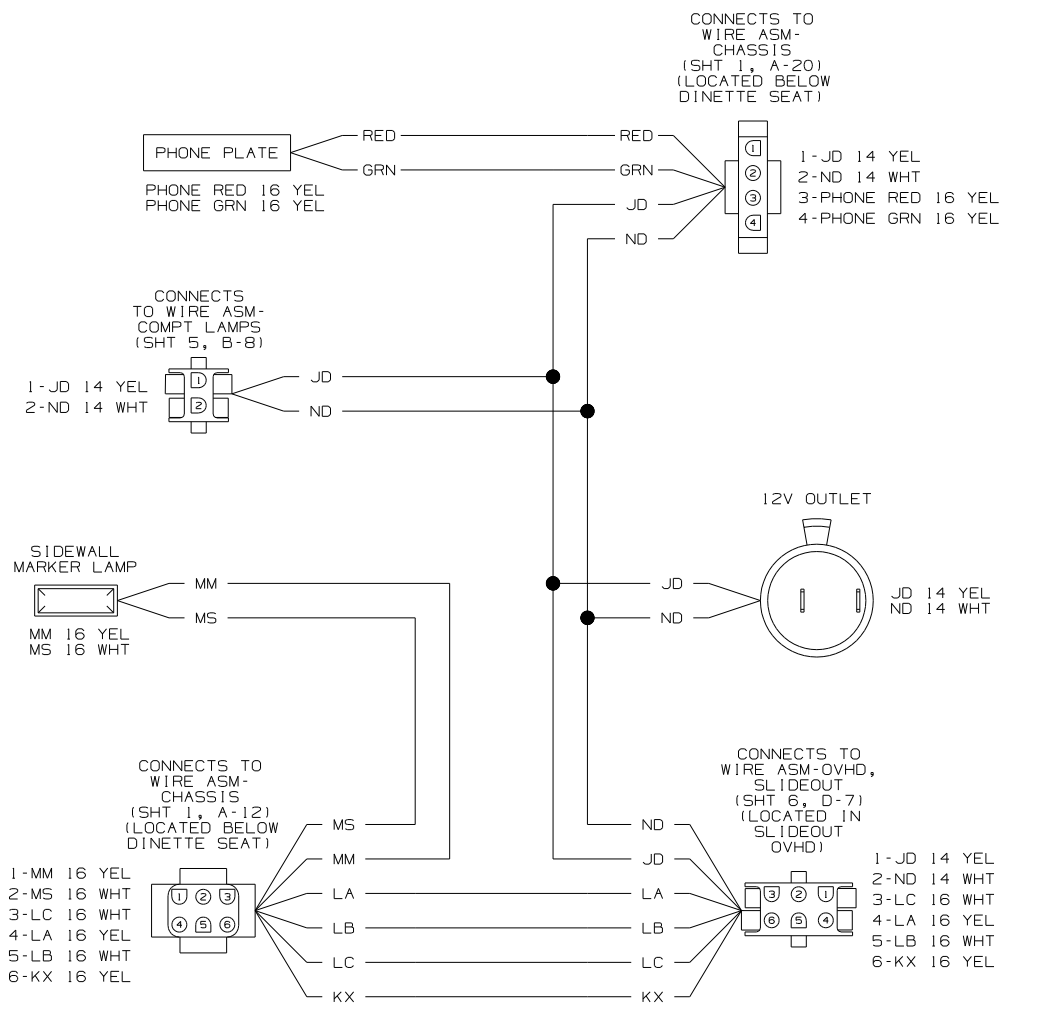 CONNECTS TO
WIRE ASM-
CHASSIS
(SHT 1, A-20)
(LOCATED BELOW
DINETTE SEAT)
PHONE PLATE
PHONE RED 16 YEL
PHONE GRN 16 YEL
RED
RED
GRN
GRN
JD
ND
1
2
3
4
1-JD 14 YEL
2-ND 14 WHT
3-PHONE RED 16 YEL
4-PHONE GRN 16 YEL
CONNECTS
TO WIRE ASM-
COMPT LAMPS
(SHT 5, B-8)
1-JD 14 YEL
2-ND 14 WHT
1
2
JD
ND
12V OUTLET
JD
ND
JD 14 YEL
ND 14 WHT
SIDEWALL
MARKER LAMP
MM 16 YEL
MS 16 WHT
MM
MS
CONNECTS TO
WIRE ASM-
CHASSIS
(SHT 1, A-12)
(LOCATED BELOW
DINETTE SEAT)
1-MM 16 YEL
2-MS 16 WHT
3-LC 16 WHT
4-LA 16 YEL
5-LB 16 WHT
6-KX 16 YEL
1 2 3
4 5 6
MS
MM
LA
LB
LC
KX
ND
JD
LA
LB
LC
KX
CONNECTS TO
WIRE ASM-OVHD,
SLIDEOUT
(SHT 6, D-7)
(LOCATED IN
SLIDEOUT
OVHD)
3 2 1
6 5 4
1-JD 14 YEL
2-ND 14 WHT
3-LC 16 WHT
4-LA 16 YEL
5-LB 16 WHT
6-KX 16 YEL